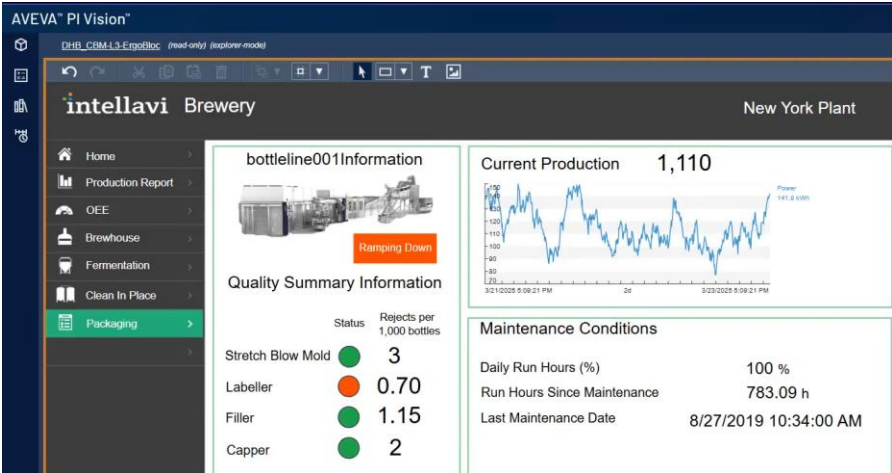 AVEVA™ PI Vision™
DHB_CBM-L3-ErgoBloc (read-only) (explorer-mode)
T
intellavi Brewery
New York Plant
Home
Production Report
OEE
Brewhouse
Fermentation
Clean In Place
Packaging
bottleline001Information
Ramping Down
Quality Summary Information
Status
Rejects per
1,000 bottles
Stretch Blow Mold 3
Labeller 0.70
Filler 1.15
Capper 2
Current Production 1,110
150
120
110
100
90
80
70
Power
3/21/2025 5:09:21 PM 2d 3/23/2025 5:09:21 PM
Maintenance Conditions
Daily Run Hours (%) 100 %
Run Hours Since Maintenance 783.09 h
Last Maintenance Date 8/27/2019 10:34:00 AM